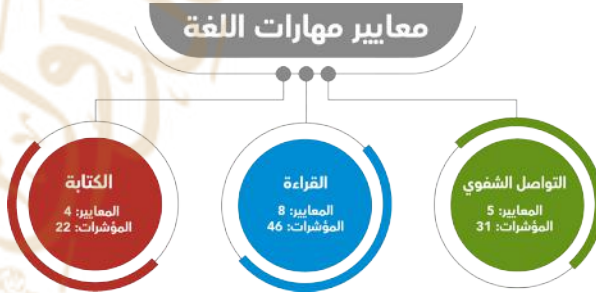 معايير مهارات اللغة
التواصل الشفوي
المعايير: 5
المؤشرات: 31
القراءة
المعايير: 8
المؤشرات: 46
الكتابة
المعايير: 4
المؤشرات: 22